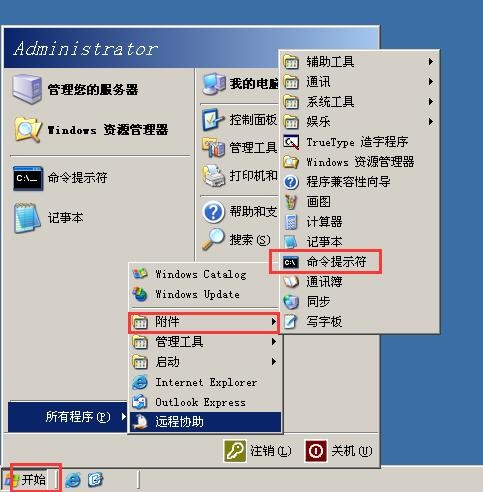 Administrator
管理您的服务器
Windows 资源管理器
命令提示符
记事本
我的电脑
控制面板
管理工具
打印机和
帮助和支
搜索(S)
辅助工具
通讯
系统工具
娱乐
TrueType 造字程序
Windows 资源管理器
程序兼容性向导
画图
计算器
记事本
命令提示符
通讯簿
同步
写字板
Windows Catalog
Windows Update
附件
管理工具
启动
Internet Explorer
Outlook Express
远程协助
所有程序(P)
注销(L)
关机(U)
开始